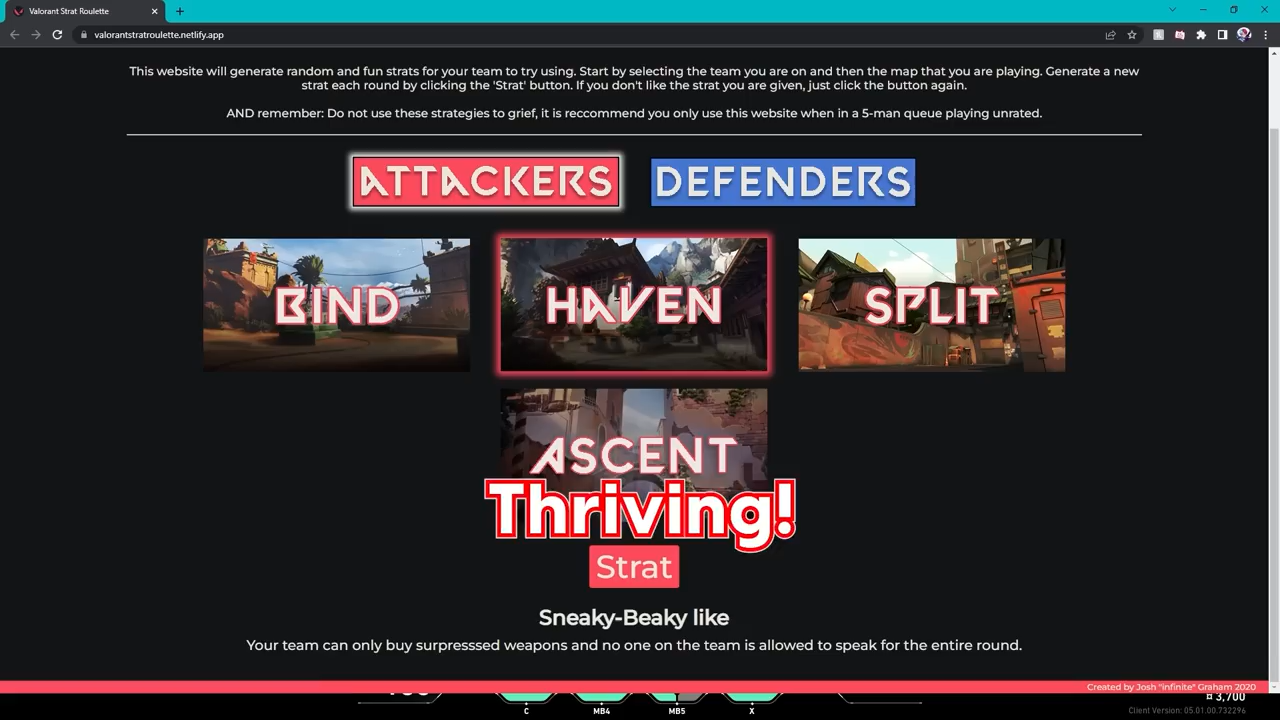 Valorant Strat Roulette
valorantstratroulette.netlify.app
This website will generate random and fun strats for your team to try using. Start by selecting the team you are on and then the map that you are playing. Generate a new
strat each round by clicking the 'Strat' button. If you don't like the strat you are given, just click the button again.
AND remember: Do not use these strategies to grief, it is reccommend you only use this website when in a 5-man queue playing unrated.
ATTACKERS DEFENDERS
BIND HAVEN SPLIT
ASCENT
Thriving!
Strat
Sneaky-Beaky like
Your team can only buy surpresssed weapons and no one on the team is allowed to speak for the entire round.
Created by Josh "infinite" Graham 2020
3,700
C MB4 MB5 X
Client Version: 05.01.00.732296